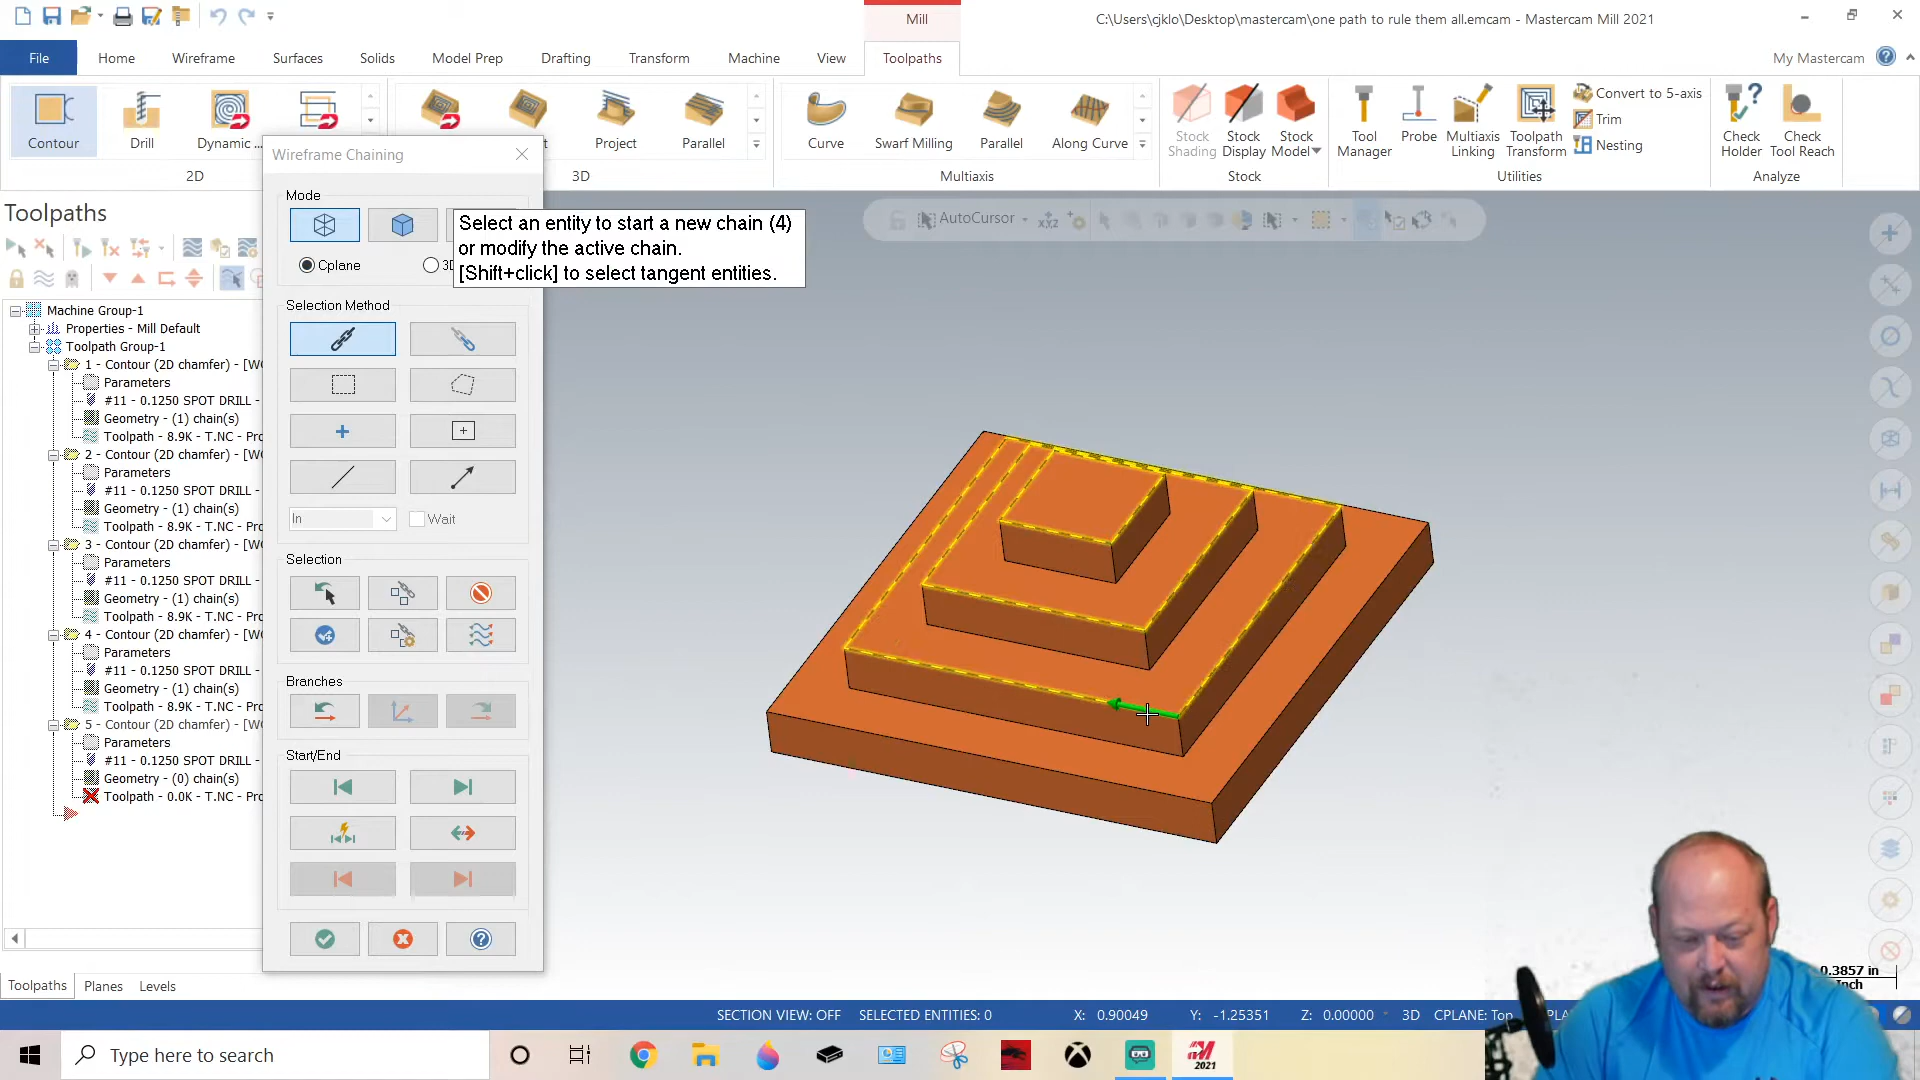 Mill
C:\Users\cjklo\Desktop\mastercam\one path to rule them all.emcam - Mastercam Mill 2021
File
Home
Wireframe
Surfaces
Solids
Model Prep
Drafting
Transform
Machine
View
Toolpaths
My Mastercam
Contour
Drill
Dynamic ...
Project
Parallel
Curve
Swarf Milling
Parallel
Along Curve
Stock Shading
Stock Display
Stock Model
Tool Manager
Probe
Multiaxis Linking
Toolpath Transform
Convert to 5-axis
Trim
Nesting
Check Holder
Check Tool Reach
2D
3D
Multiaxis
Stock
Utilities
Analyze
Toolpaths
Machine Group-1
Properties - Mill Default
Toolpath Group-1
1 - Contour (2D chamfer) - [WC
Parameters
#11 - 0.1250 SPOT DRILL -
Geometry - (1) chain(s)
Toolpath - 8.9K - T.NC - Pro
2 - Contour (2D chamfer) - [WC
Parameters
#11 - 0.1250 SPOT DRILL -
Geometry - (1) chain(s)
Toolpath - 8.9K - T.NC - Pro
3 - Contour (2D chamfer) - [WC
Parameters
#11 - 0.1250 SPOT DRILL -
Geometry - (1) chain(s)
Toolpath - 8.9K - T.NC - Pro
4 - Contour (2D chamfer) - [WC
Parameters
#11 - 0.1250 SPOT DRILL -
Geometry - (1) chain(s)
Toolpath - 8.9K - T.NC - Pro
5 - Contour (2D chamfer) - [WC
Parameters
#11 - 0.1250 SPOT DRILL -
Geometry - (0) chain(s)
Toolpath - 0.0K - T.NC - Pro
Toolpaths
Planes
Levels
Wireframe Chaining
Mode
Cplane
Selection Method
In
Wait
Selection
Branches
Start/End
Select an entity to start a new chain (4)
or modify the active chain.
[Shift+click] to select tangent entities.
AutoCursor
0.3857 in
Inch
SECTION VIEW: OFF
SELECTED ENTITIES: 0
X: 0.90049
Y: -1.25351
Z: 0.00000
3D
CPLANE: Top
Type here to search
2021